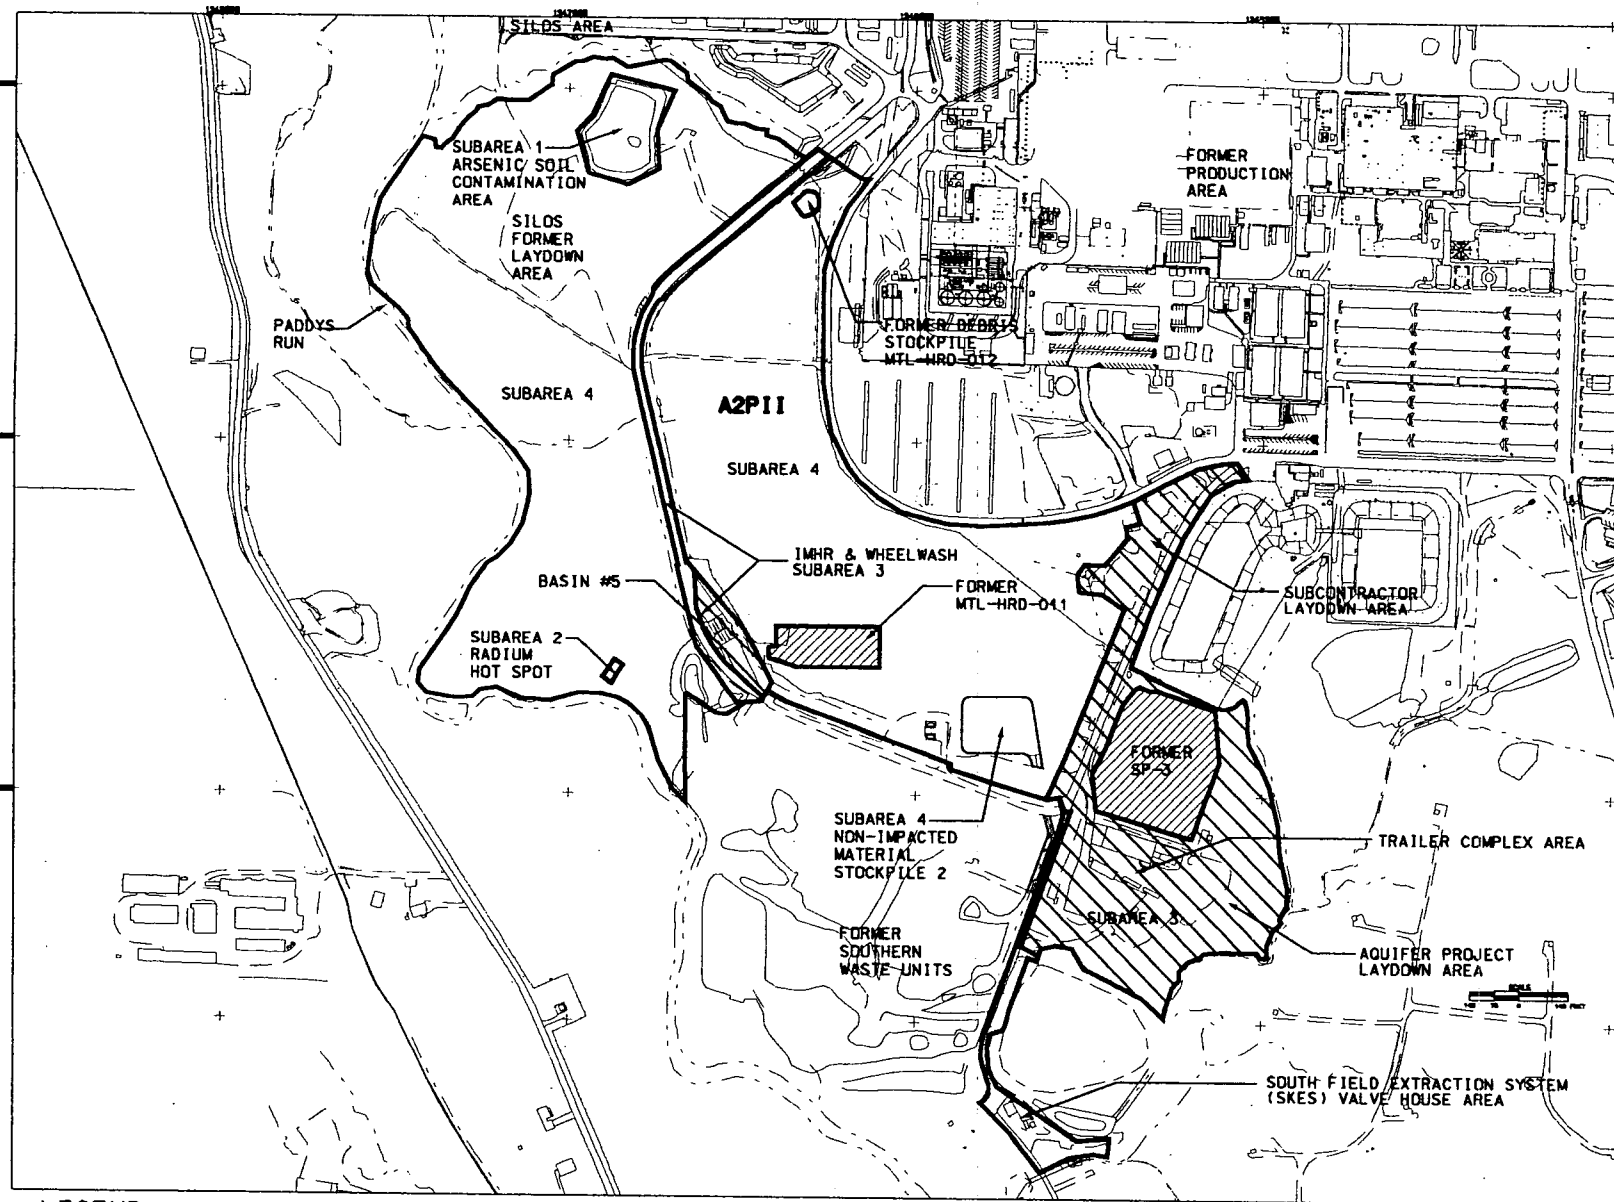 SILOS AREA
SUBAREA 1
ARSENIC SOIL
CONTAMINATION
AREA
SILOS
FORMER
LAYDOWN
AREA
FORMER
PRODUCTION
AREA
PADDYS
RUN
FORMER DEBRIS
STOCKPILE
MTL-HRD-012
SUBAREA 4
A2PII
SUBAREA 4
IMHR & WHEELWASH
SUBAREA 3
BASIN #5
FORMER
MTL-HRD-011
SUBCONTRACTOR
LAYDOWN AREA
SUBAREA 2
RADIUM
HOT SPOT
FORMER
SP-3
SUBAREA 4
NON-IMPACTED
MATERIAL
STOCKPILE 2
TRAILER COMPLEX AREA
SUBAREA 3
FORMER
SOUTHERN
WASTE UNITS
AQUIFER PROJECT
LAYDOWN AREA
SCALE
SOUTH FIELD EXTRACTION SYSTEM
(SKES) VALVE HOUSE AREA